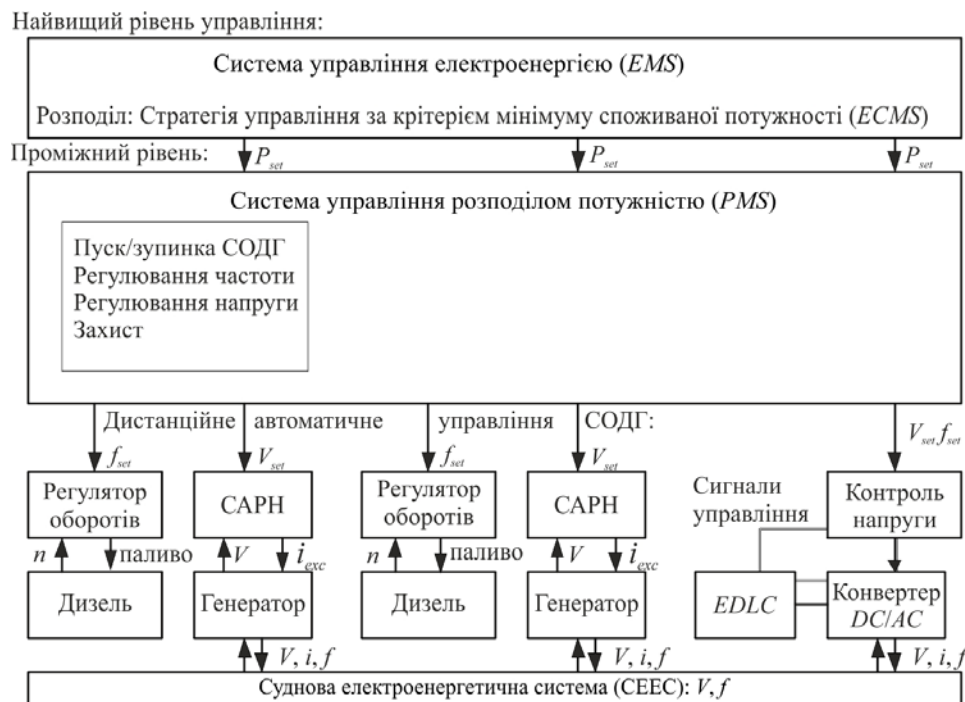 Найвищий рівень управління:
Система управління електроенергією (EMS)
Розподіл: Стратегія управління за крітерієм мінімуму споживаної потужності (ECMS)
Проміжний рівень:
P_set P_set P_set
Система управління розподілом потужністю (PMS)
Пуск/зупинка СОДГ
Регулювання частоти
Регулювання напруги
Захист
Дистанційне автоматичне управління СОДГ:
f_set V_set f_set V_set V_set f_set
Регулятор
оборотів
САРН
Регулятор
оборотів
САРН
Сигнали
управління
Контроль
напруги
n паливо V i_exc n паливо V i_exc
Дизель
Генератор
Дизель
Генератор
EDLC
Конвертер
DC/AC
V, i, f V, i, f V, i, f
Суднова електроенергетична система (СЕЕС): V, f